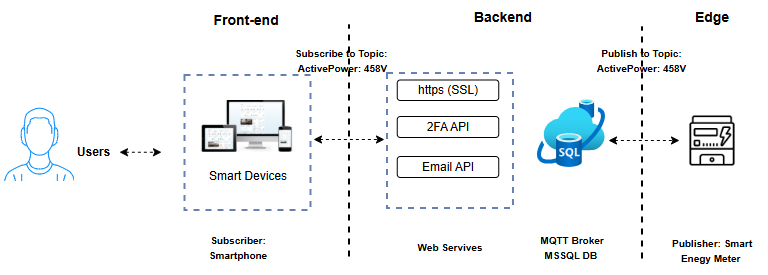 Front-end
Backend
Edge
Subscribe to Topic:
ActivePower: 458V
Publish to Topic:
ActivePower: 458V
https (SSL)
2FA API
Email API
SQL
Users
Smart Devices
Subscriber:
Smartphone
Web Servives
MQTT Broker
MSSQL DB
Publisher: Smart
Enegy Meter